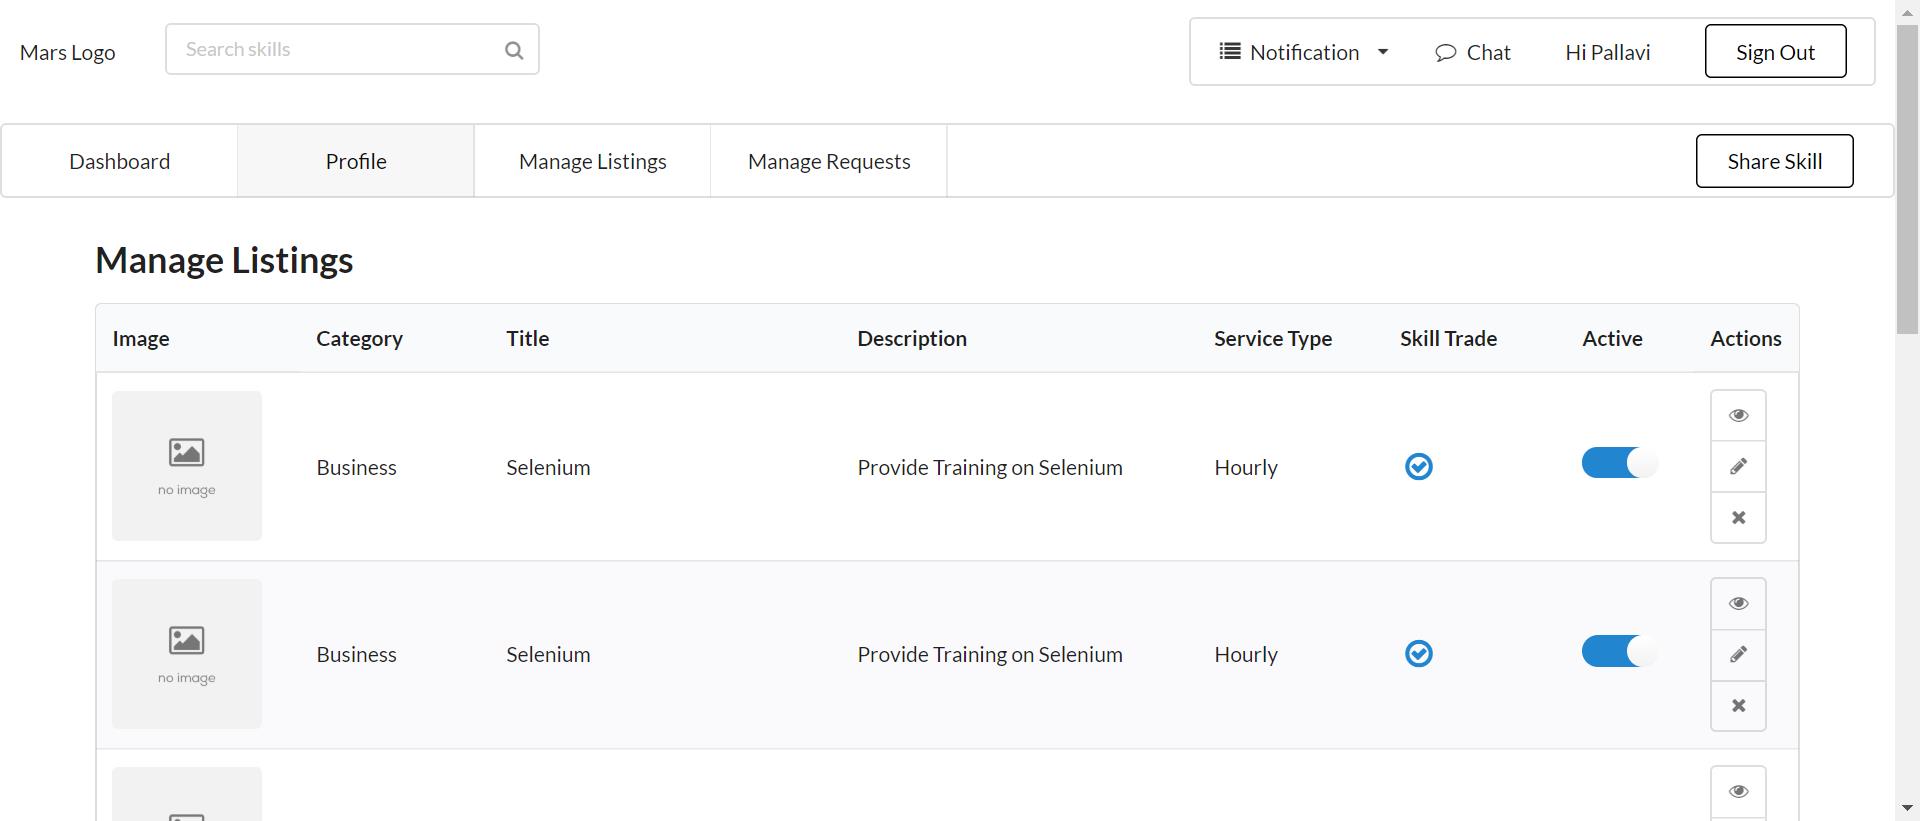 Mars Logo
Search skills
Notification
Chat
Hi Pallavi
Sign Out
Dashboard
Profile
Manage Listings
Manage Requests
Share Skill
Manage Listings
Image Category Title Description Service Type Skill Trade Active Actions
no image
Business Selenium Provide Training on Selenium Hourly
no image
Business Selenium Provide Training on Selenium Hourly